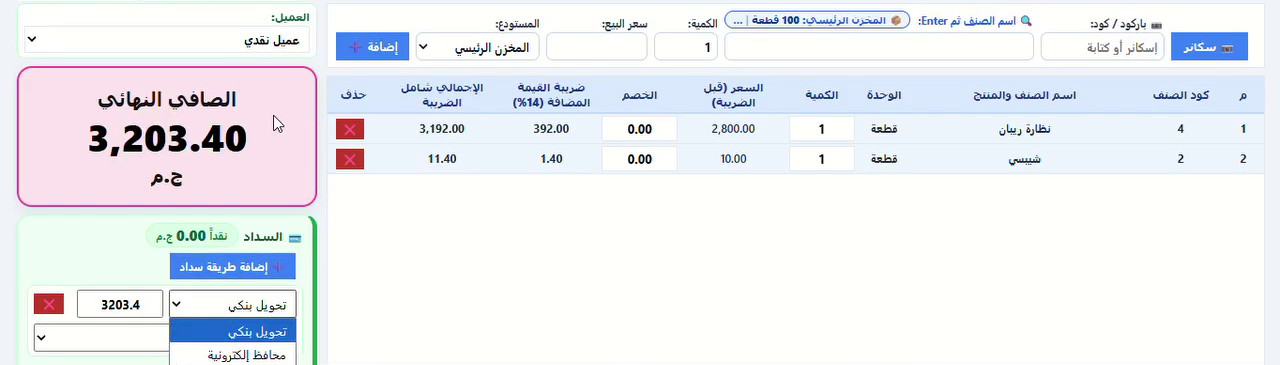 باركود / كود:
اسم الصنف ثم Enter:
المخزن الرئيسي: 100 قطعة | ...
الكمية:
سعر البيع:
المستودع:
سكانر
إسكانر أو كتابة
1
المخزن الرئيسي
إضافة
م
كود الصنف
اسم الصنف والمنتج
الوحدة
الكمية
السعر (قبل الضريبة)
الخصم
ضريبة القيمة المضافة (14%)
الإجمالي شامل الضريبة
حذف
1 4 نظارة ريبان قطعة 1 2,800.00 0.00 392.00 3,192.00
2 2 شيبسي قطعة 1 10.00 0.00 1.40 11.40
العميل:
عميل نقدي
الصافي النهائي
3,203.40
ج.م
السداد نقداً 0.00 ج.م
إضافة طريقة سداد
تحويل بنكي 3203.4
تحويل بنكي
محافظ إلكترونية